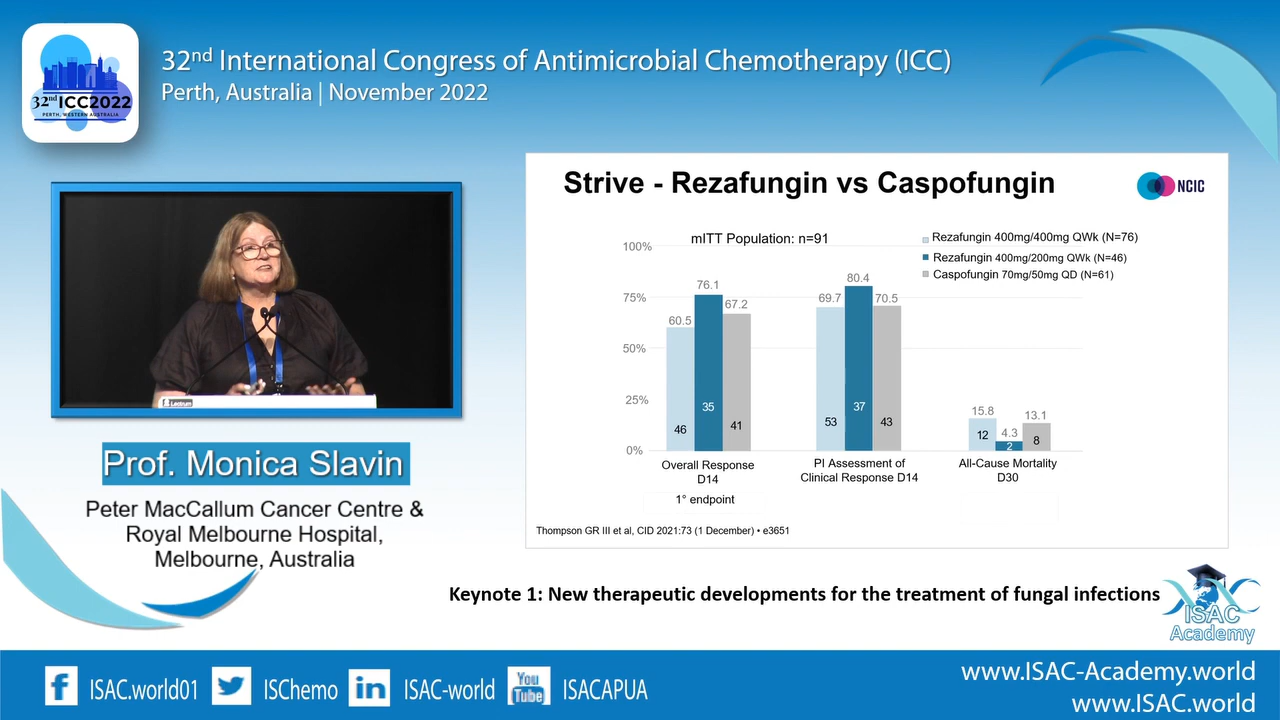 32nd International Congress of Antimicrobial Chemotherapy (ICC)
Perth, Australia | November 2022
32nd ICC2022
PERTH, WESTERN AUSTRALIA
Strive - Rezafungin vs Caspofungin
NCIC
mITT Population: n=91
Rezafungin 400mg/400mg QWk (N=76)
Rezafungin 400mg/200mg QWk (N=46)
Caspofungin 70mg/50mg QD (N=61)
100%
75%
50%
25%
0%
60.5
76.1
67.2
46
35
41
69.7
80.4
70.5
53
37
43
15.8
4.3
13.1
12
2
8
Overall Response
D14
1° endpoint
PI Assessment of
Clinical Response D14
All-Cause Mortality
D30
Thompson GR III et al, CID 2021:73 (1 December) • e3651
Lectrum
Prof. Monica Slavin
Peter MacCallum Cancer Centre &
Royal Melbourne Hospital,
Melbourne, Australia
Keynote 1: New therapeutic developments for the treatment of fungal infections
ISAC
Academy
ISAC.world01
ISChemo
in
ISAC-world
You
Tube
ISACAPUA
www.ISAC-Academy.world
www.ISAC.world